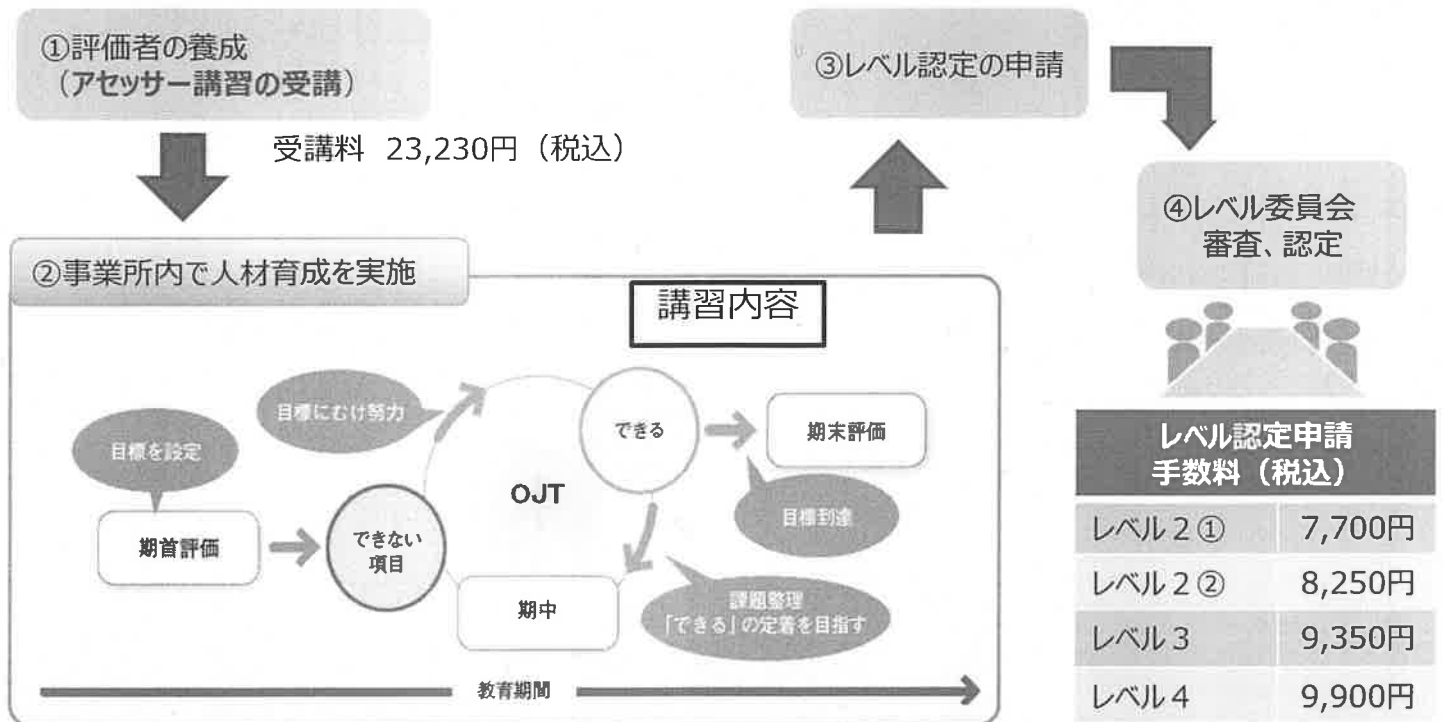 ①評価者の養成
（アセッサー講習の受講）
受講料 23,230円（税込）
②事業所内で人材育成を実施
講習内容
目標を設定
期首評価
目標にむけ努力
できない
項目
OJT
期中
できる
期末評価
目標到達
課題整理
「できる」の定着を目指す
教育期間
③レベル認定の申請
④レベル委員会
審査、認定
レベル認定申請
手数料（税込）
レベル２① 7,700円
レベル２② 8,250円
レベル３ 9,350円
レベル４ 9,900円